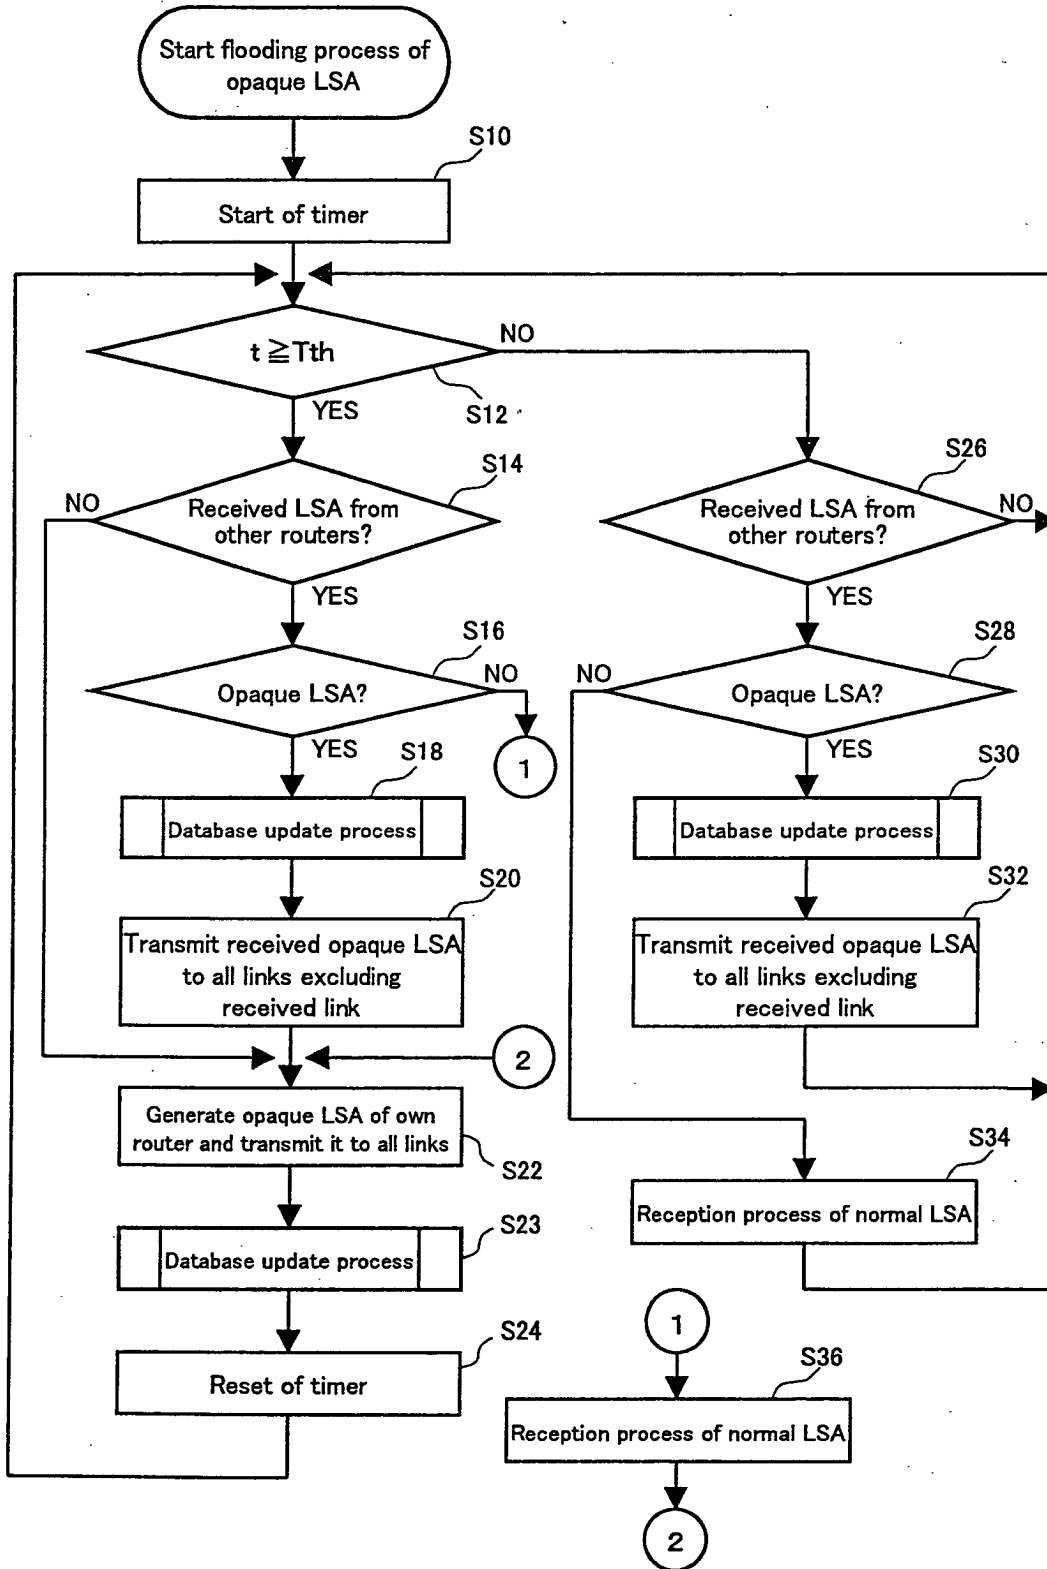 Start flooding process of
opaque LSA
S10
Start of timer
t ≧ Tth
NO
YES
S12
S14
NO
Received LSA from
other routers?
YES
S26
Received LSA from
other routers?
NO
YES
S16
Opaque LSA?
NO
YES
1
S28
NO
Opaque LSA?
YES
S18
Database update process
S30
Database update process
S20
Transmit received opaque LSA
to all links excluding
received link
S32
Transmit received opaque LSA
to all links excluding
received link
2
Generate opaque LSA of own
router and transmit it to all links
S22
S34
Reception process of normal LSA
S23
Database update process
S24
Reset of timer
1
S36
Reception process of normal LSA
2